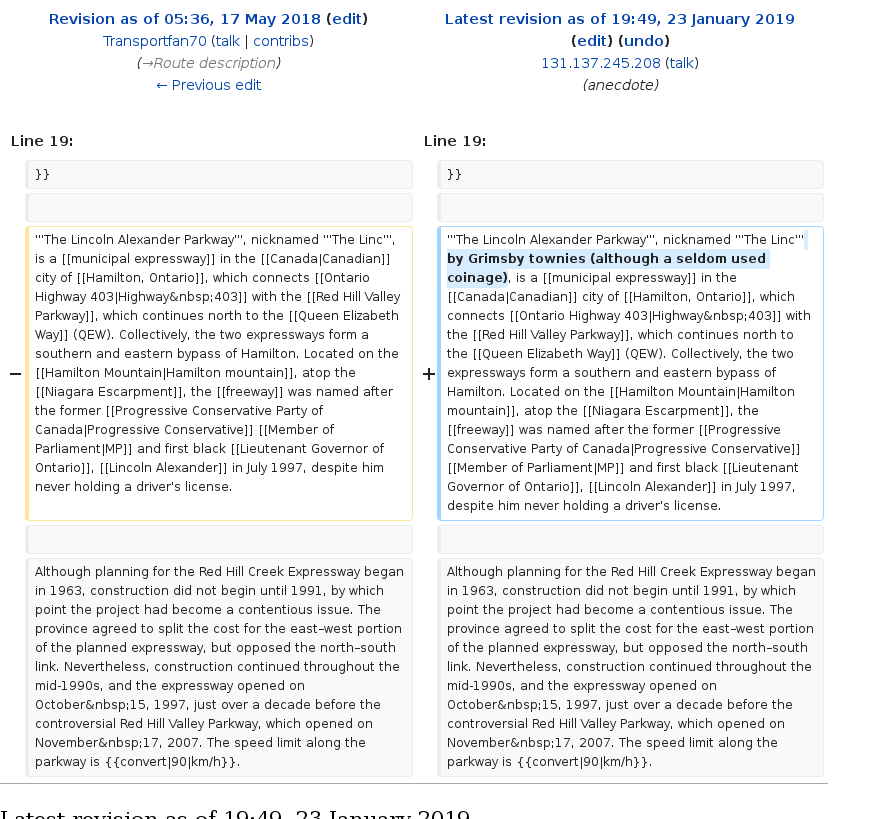 Revision as of 05:36, 17 May 2018 (edit)
Transportfan70 (talk | contribs)
(→Route description)
← Previous edit
Latest revision as of 19:49, 23 January 2019
(edit) (undo)
131.137.245.208 (talk)
(anecdote)
Line 19:
Line 19:
}}
}}
−
'''The Lincoln Alexander Parkway''', nicknamed '''The Linc''',
is a [[municipal expressway]] in the [[Canada|Canadian]]
city of [[Hamilton, Ontario]], which connects [[Ontario
Highway 403|Highway&nbsp;403]] with the [[Red Hill Valley
Parkway]], which continues north to the [[Queen Elizabeth
Way]] (QEW). Collectively, the two expressways form a
southern and eastern bypass of Hamilton. Located on the
[[Hamilton Mountain|Hamilton mountain]], atop the
[[Niagara Escarpment]], the [[freeway]] was named after
the former [[Progressive Conservative Party of
Canada|Progressive Conservative]] [[Member of
Parliament|MP]] and first black [[Lieutenant Governor of
Ontario]], [[Lincoln Alexander]] in July 1997, despite him
never holding a driver's license.
+
'''The Lincoln Alexander Parkway''', nicknamed '''The Linc'''
by Grimsby townies (although a seldom used
coinage), is a [[municipal expressway]] in the
[[Canada|Canadian]] city of [[Hamilton, Ontario]], which
connects [[Ontario Highway 403|Highway&nbsp;403]] with
the [[Red Hill Valley Parkway]], which continues north to
the [[Queen Elizabeth Way]] (QEW). Collectively, the two
expressways form a southern and eastern bypass of
Hamilton. Located on the [[Hamilton Mountain|Hamilton
mountain]], atop the [[Niagara Escarpment]], the
[[freeway]] was named after the former [[Progressive
Conservative Party of Canada|Progressive Conservative]]
[[Member of Parliament|MP]] and first black [[Lieutenant
Governor of Ontario]], [[Lincoln Alexander]] in July 1997,
despite him never holding a driver's license.
Although planning for the Red Hill Creek Expressway began
in 1963, construction did not begin until 1991, by which
point the project had become a contentious issue. The
province agreed to split the cost for the east–west portion
of the planned expressway, but opposed the north–south
link. Nevertheless, construction continued throughout the
mid-1990s, and the expressway opened on
October&nbsp;15, 1997, just over a decade before the
controversial Red Hill Valley Parkway, which opened on
November&nbsp;17, 2007. The speed limit along the
parkway is {{convert|90|km/h}}.
Although planning for the Red Hill Creek Expressway began
in 1963, construction did not begin until 1991, by which
point the project had become a contentious issue. The
province agreed to split the cost for the east–west portion
of the planned expressway, but opposed the north–south
link. Nevertheless, construction continued throughout the
mid-1990s, and the expressway opened on
October&nbsp;15, 1997, just over a decade before the
controversial Red Hill Valley Parkway, which opened on
November&nbsp;17, 2007. The speed limit along the
parkway is {{convert|90|km/h}}.
Latest revision as of 19:49, 23 January 2019